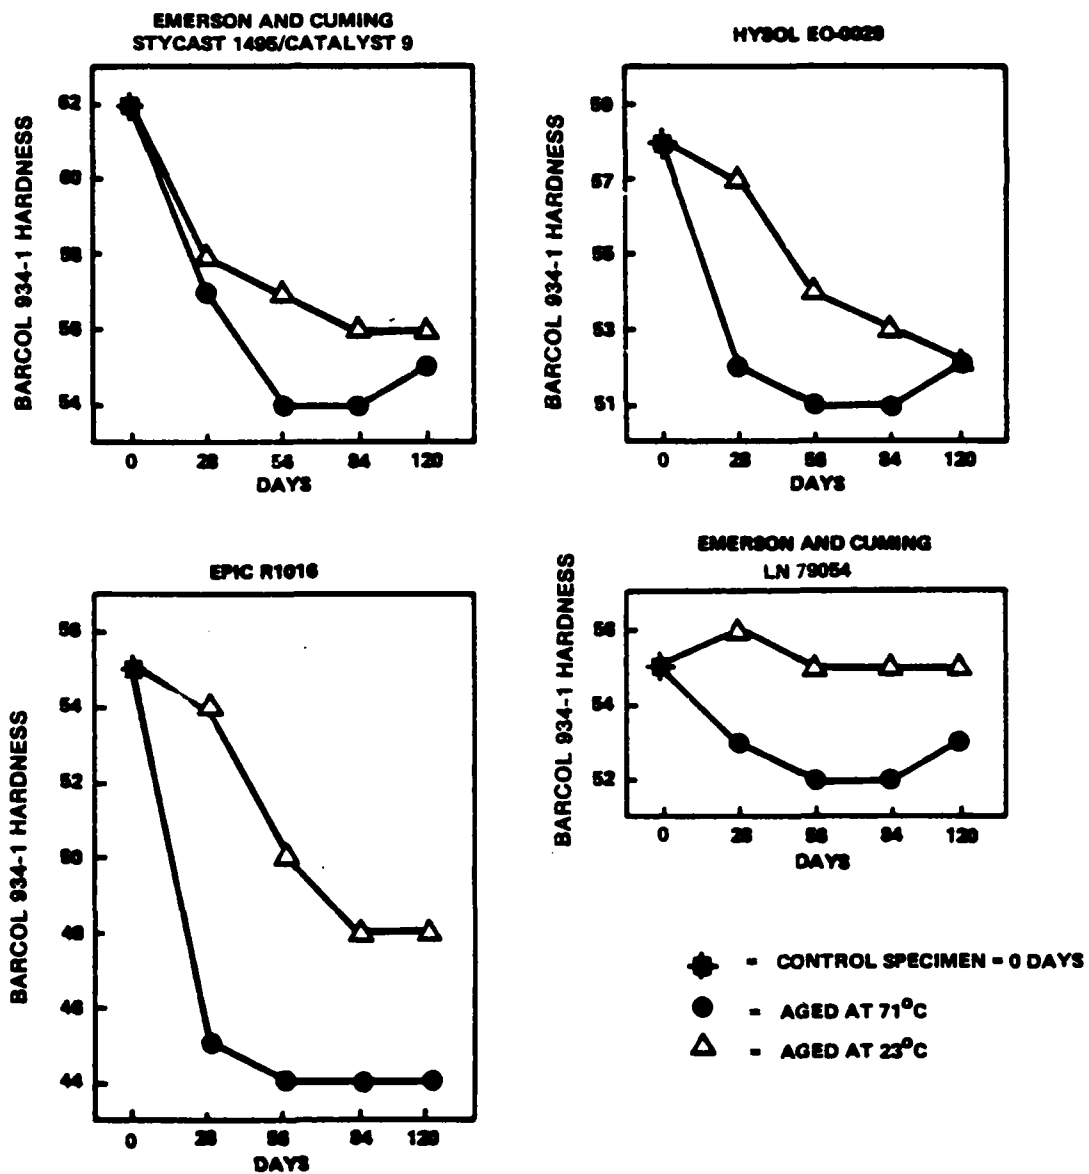 EMERSON AND CUMING
STYCAST 1495/CATALYST 9
BARCOL 934-1 HARDNESS
62
60
58
56
54
0 28 56 84 120
DAYS
HYSOL EO-0029
BARCOL 934-1 HARDNESS
59
57
55
53
51
0 28 56 84 120
DAYS
EPIC R1016
BARCOL 934-1 HARDNESS
56
54
52
50
48
46
44
0 28 56 84 120
DAYS
EMERSON AND CUMING
LN 79054
BARCOL 934-1 HARDNESS
56
54
52
0 28 56 84 120
DAYS
= CONTROL SPECIMEN = 0 DAYS
= AGED AT 71°C
= AGED AT 23°C